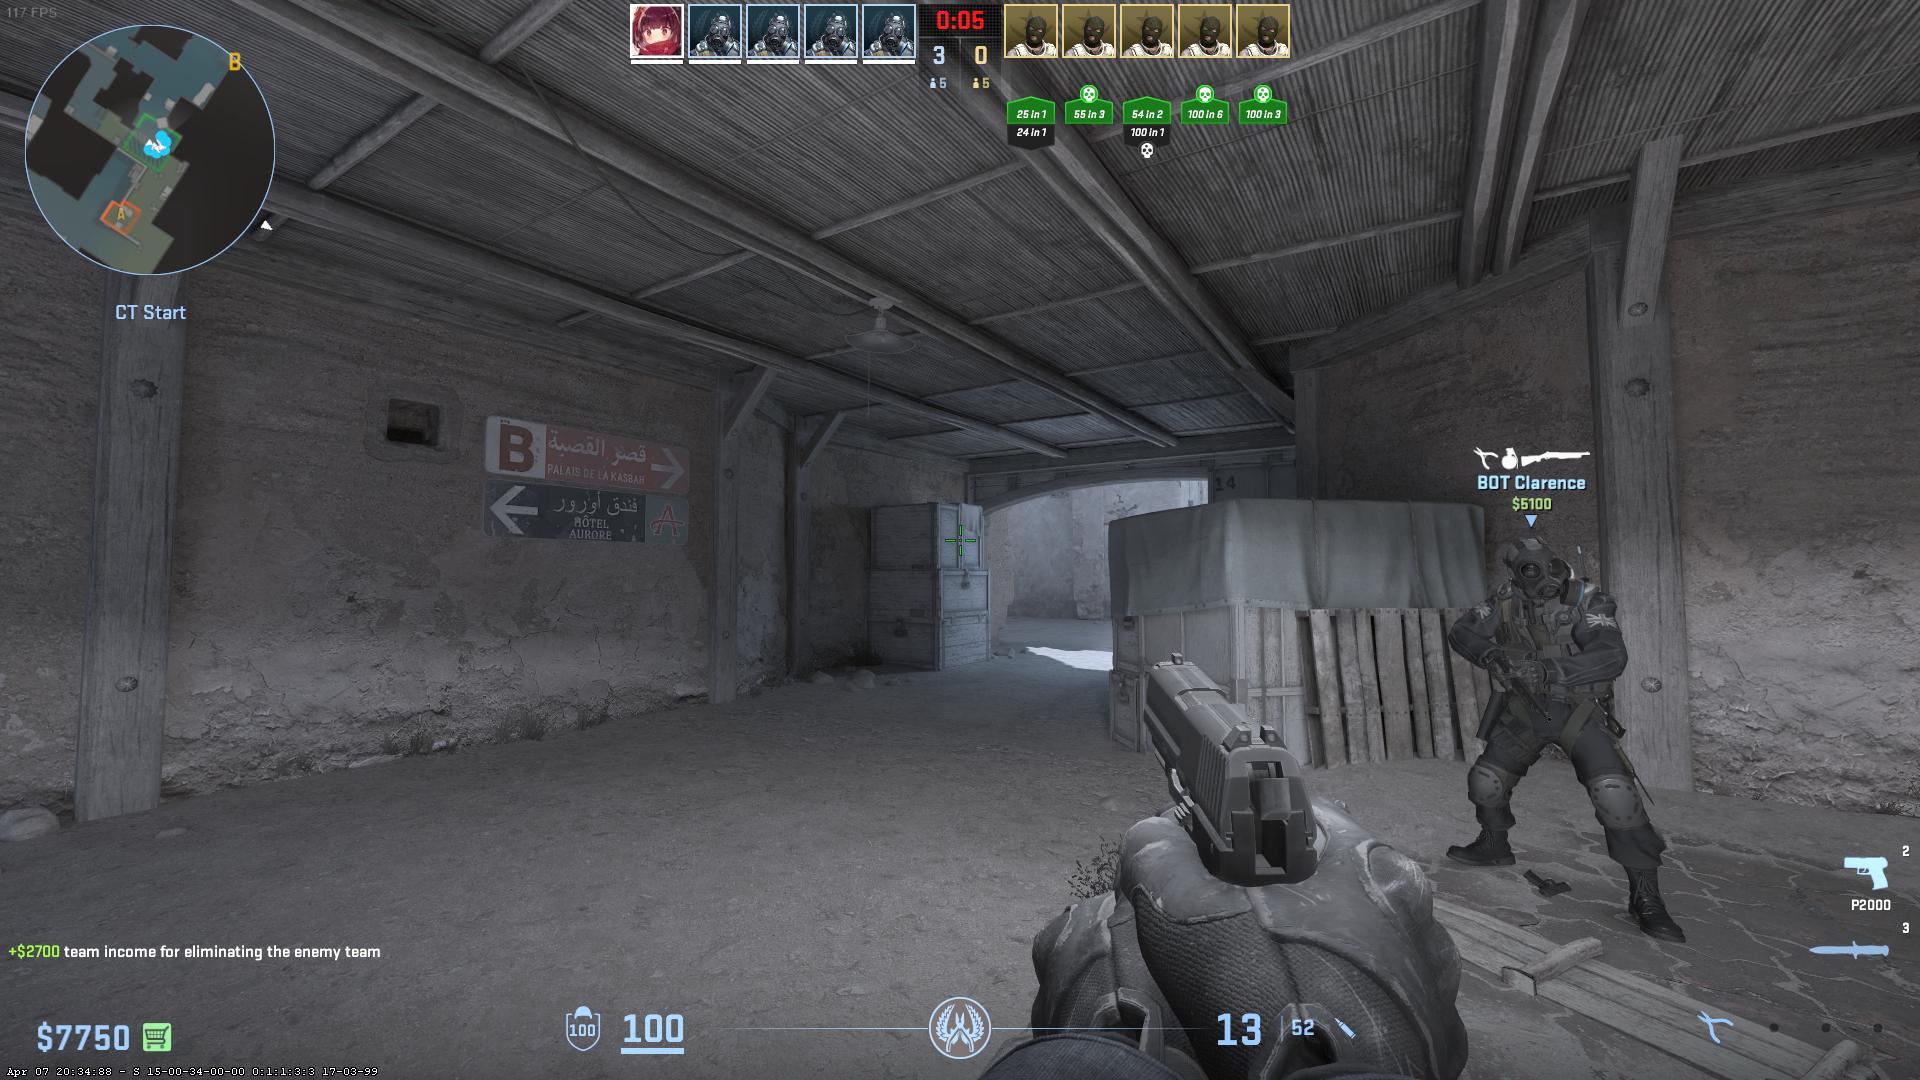 117 FPS
B
A
CT Start
0:05
3 0
5 5
25 in 1
24 in 1
55 in 3
54 in 2
100 in 1
100 in 6
100 in 3
B
قصر القصبة
PALAIS DE LA KASBAH
فندق أورور
HÔTEL
AURORE
A
14
BOT Clarence
$5100
2
P2000
3
+$2700 team income for eliminating the enemy team
$7750
100
100
13
52
Apr 07 20:34:88 - S 15-00-34-00-00 0:1:1:3:3 17-03-99